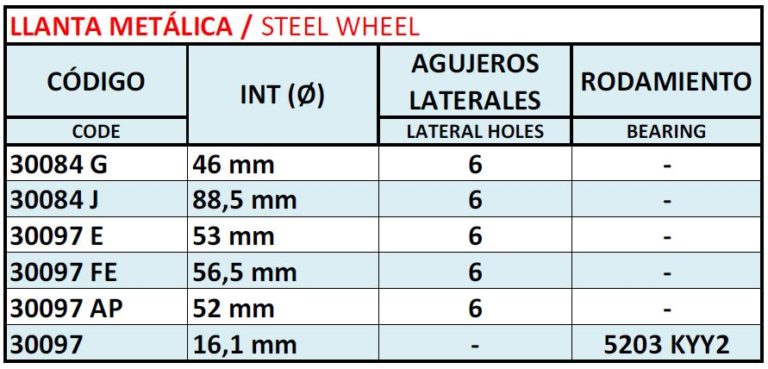 LLANTA METÁLICA / STEEL WHEEL
CÓDIGO INT (Ø) AGUJEROS LATERALES RODAMIENTO
CODE LATERAL HOLES BEARING
30084 G 46 mm 6 -
30084 J 88,5 mm 6 -
30097 E 53 mm 6 -
30097 FE 56,5 mm 6 -
30097 AP 52 mm 6 -
30097 16,1 mm - 5203 KYY2